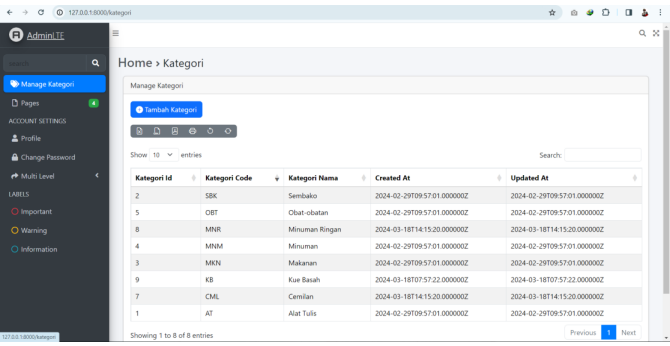 127.0.0.1:8000/kategori
AdminLTE
Search
Manage Kategori
Pages 4
ACCOUNT SETTINGS
Profile
Change Password
Multi Level
LABELS
Important
Warning
Information
Home › Kategori
Manage Kategori
Tambah Kategori
Show 10 entries Search:
Kategori Id Kategori Code Kategori Nama Created At Updated At
2 SBK Sembako 2024-02-29T09:57:01.000000Z 2024-02-29T09:57:01.000000Z
5 OBT Obat-obatan 2024-02-29T09:57:01.000000Z 2024-02-29T09:57:01.000000Z
8 MNR Minuman Ringan 2024-03-18T14:15:20.000000Z 2024-03-18T14:15:20.000000Z
4 MNM Minuman 2024-02-29T09:57:01.000000Z 2024-02-29T09:57:01.000000Z
3 MKN Makanan 2024-02-29T09:57:01.000000Z 2024-02-29T09:57:01.000000Z
9 KB Kue Basah 2024-03-18T07:57:22.000000Z 2024-03-18T07:57:22.000000Z
7 CML Cemilan 2024-03-18T14:15:20.000000Z 2024-03-18T14:15:20.000000Z
1 AT Alat Tulis 2024-02-29T09:57:01.000000Z 2024-02-29T09:57:01.000000Z
Showing 1 to 8 of 8 entries Previous 1 Next
127.0.0.1:8000/kategori